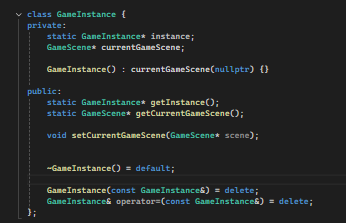 class GameInstance {
private:
static GameInstance* instance;
GameScene* currentGameScene;
GameInstance() : currentGameScene(nullptr) {}
public:
static GameInstance* getInstance();
static GameScene* getCurrentGameScene();
void setCurrentGameScene(GameScene* scene);
~GameInstance() = default;
GameInstance(const GameInstance&) = delete;
GameInstance& operator=(const GameInstance&) = delete;
};